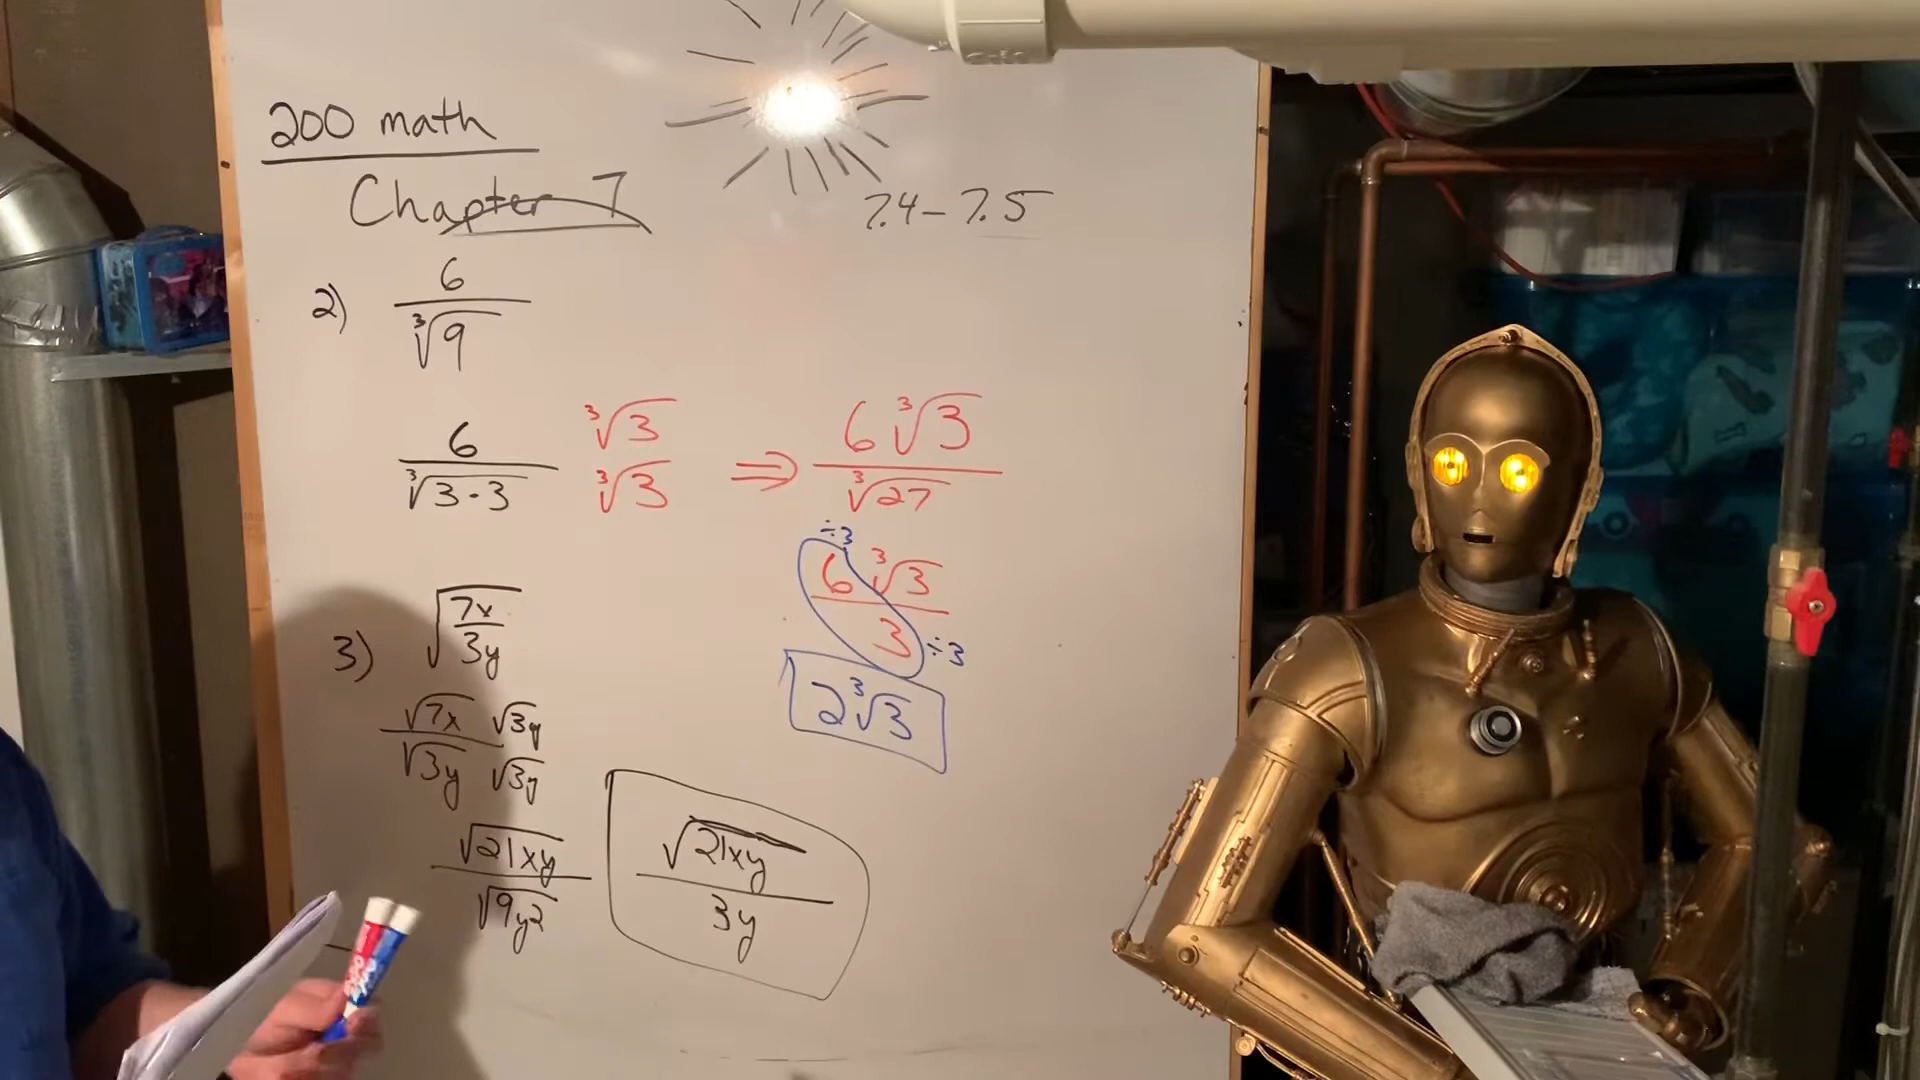 200 math
Chapter 7
7.4 - 7.5
2) 6 / ∛9
6 / ∛3·3 ∛3 / ∛3 ⇒ 6∛3 / ∛27
÷3
6∛3 / 3 ÷3
2∛3
3) √7x/3y
√7x √3y / √3y √3y
√21xy / √9y2
√21xy / 3y